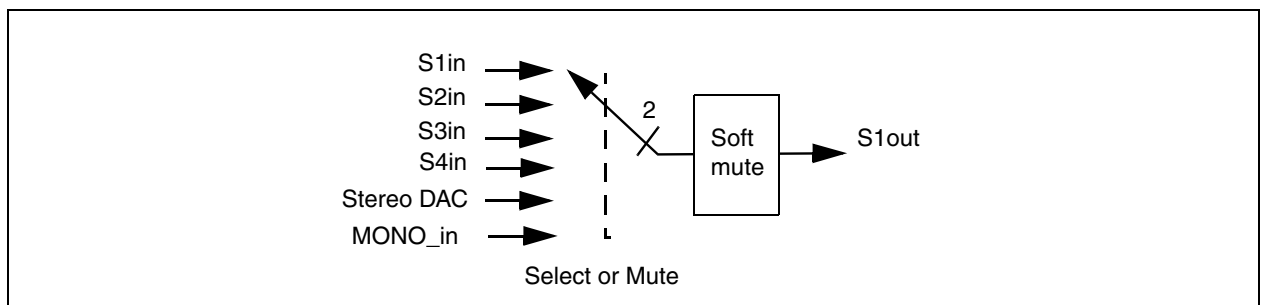 S1in
S2in
S3in
S4in
Stereo DAC
MONO_in
2
Soft
mute
S1out
Select or Mute